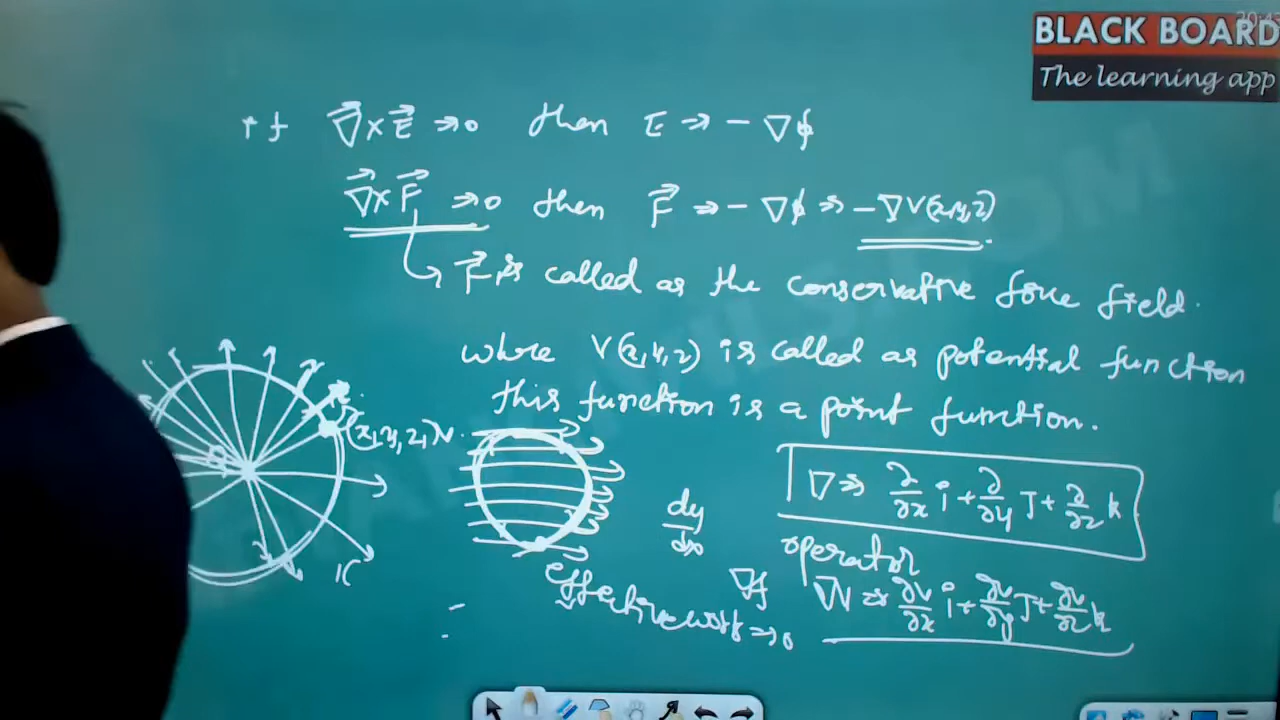 BLACK BOARD
The learning app
if ∇⃗×E⃗ ⇒0 then E ⇒ -∇ϕ
∇⃗×F⃗ ⇒0 then F⃗ ⇒ -∇ϕ ⇒ -∇V(x,y,z)
F⃗ is called as the conservative force field.
where V(x,y,z) is called as potential function
this function is a point function.
(x,y,z,)V.
1C
dy/dx
∇ ⇒ ∂/∂x i + ∂/∂y J + ∂/∂z k
operator
∇f
∇V ⇒ ∂V/∂x i + ∂V/∂y J + ∂V/∂z k
effective work ⇒ 0